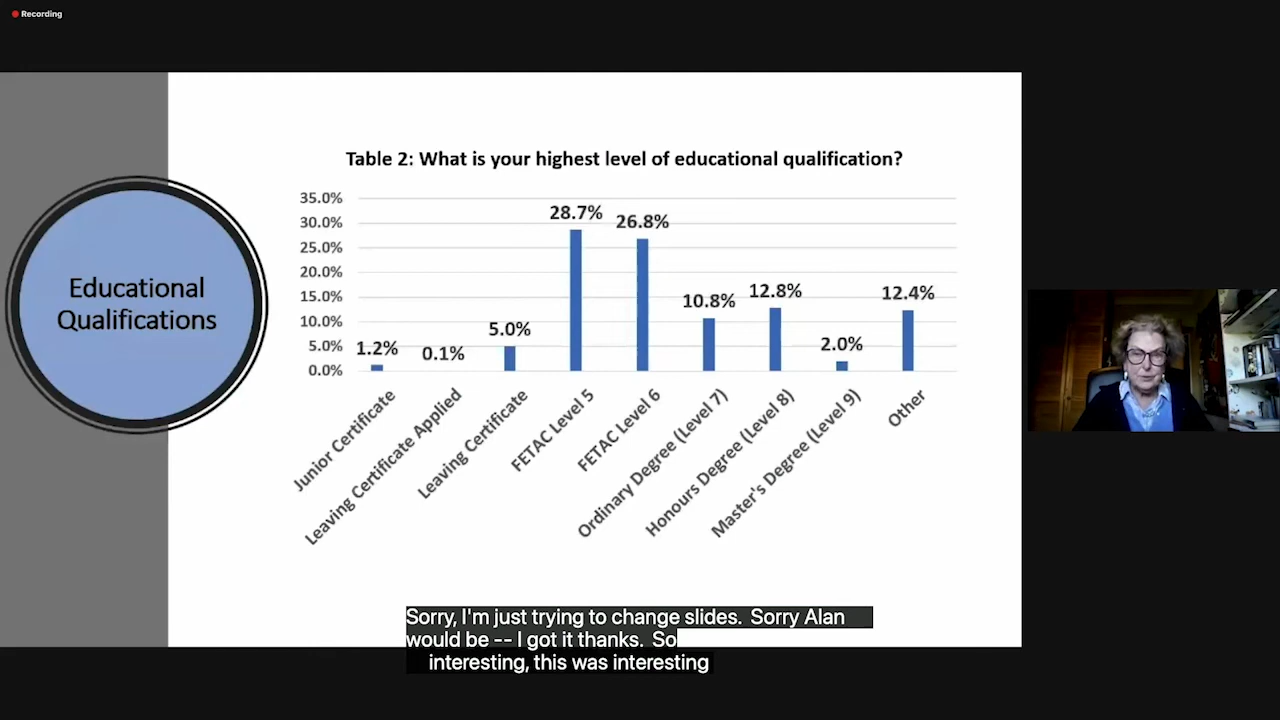 Recording
Table 2: What is your highest level of educational qualification?
Educational
Qualifications
35.0%
30.0%
25.0%
20.0%
15.0%
10.0%
5.0%
0.0%
1.2%
0.1%
5.0%
28.7%
26.8%
10.8%
12.8%
2.0%
12.4%
Junior Certificate
Leaving Certificate Applied
Leaving Certificate
FETAC Level 5
FETAC Level 6
Ordinary Degree (Level 7)
Honours Degree (Level 8)
Master's Degree (Level 9)
Other
Sorry, I'm just trying to change slides. Sorry Alan
would be -- I got it thanks. So
interesting, this was interesting